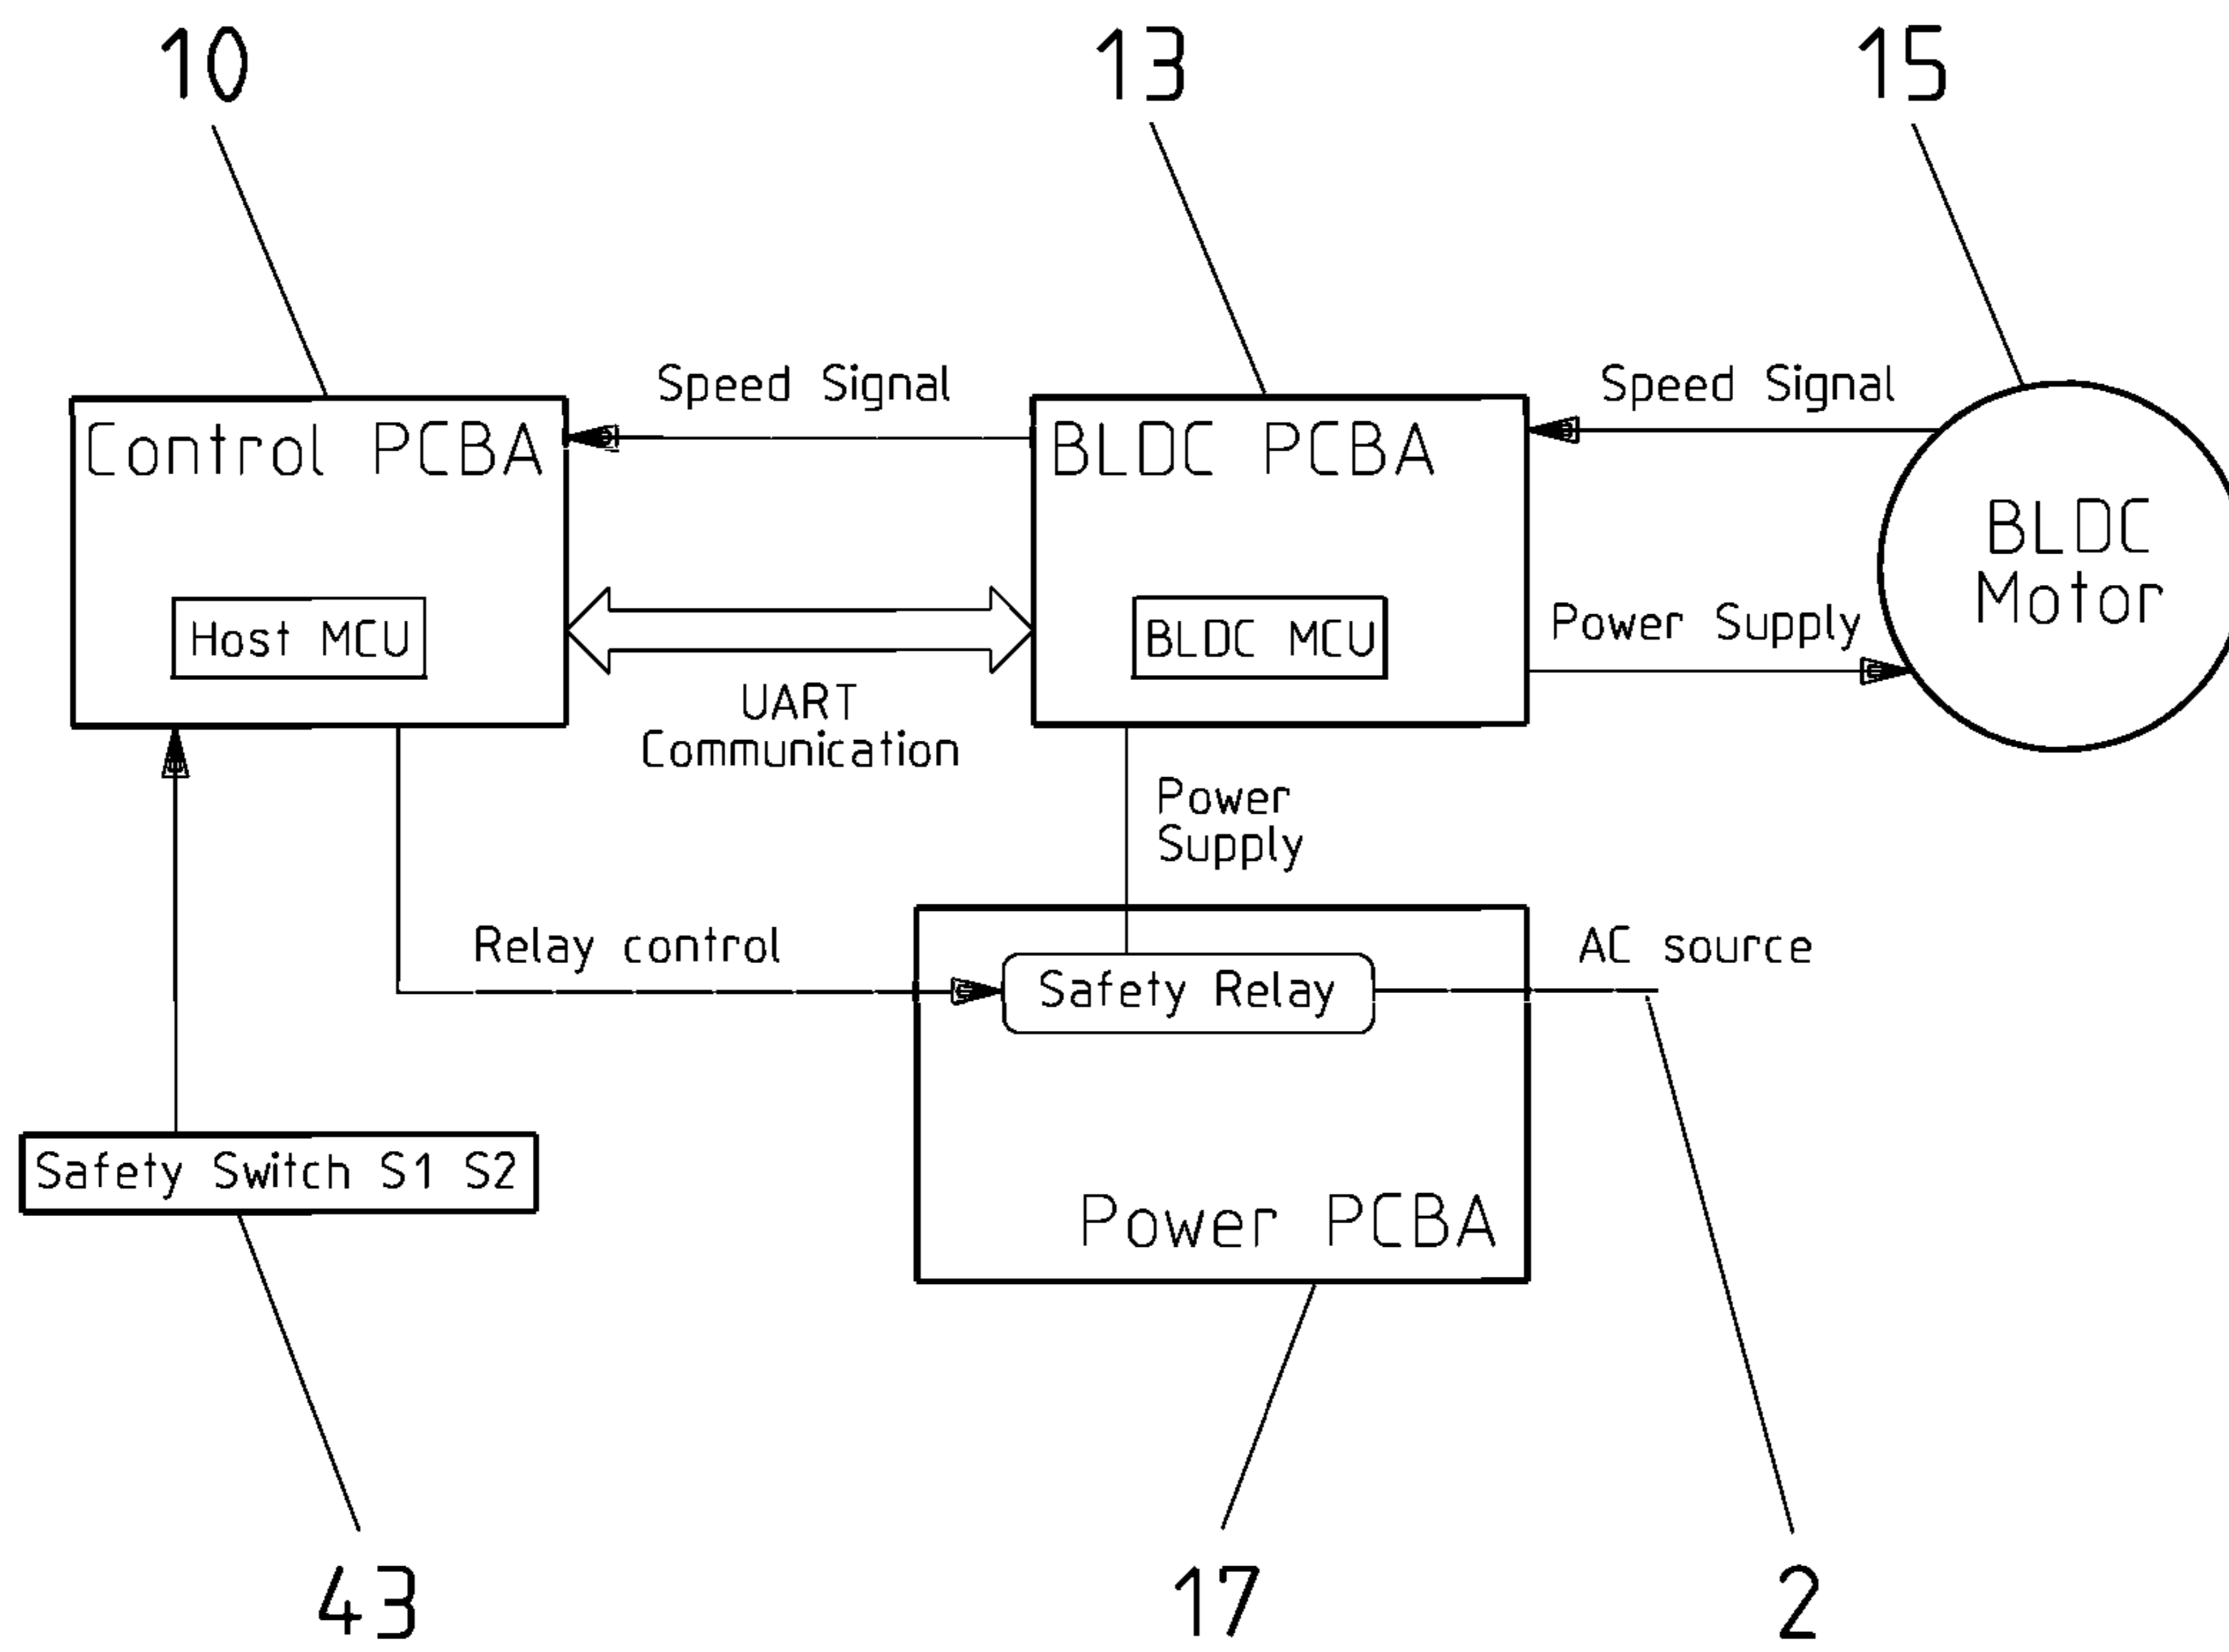 10
13
15
Speed Signal
Speed Signal
Control PCBA
BLDC PCBA
BLDC
Motor
Host MCU
BLDC MCU
Power Supply
UART
Communication
Power
Supply
Relay control
Safety Relay
AC source
Safety Switch S1 S2
Power PCBA
43
17
2